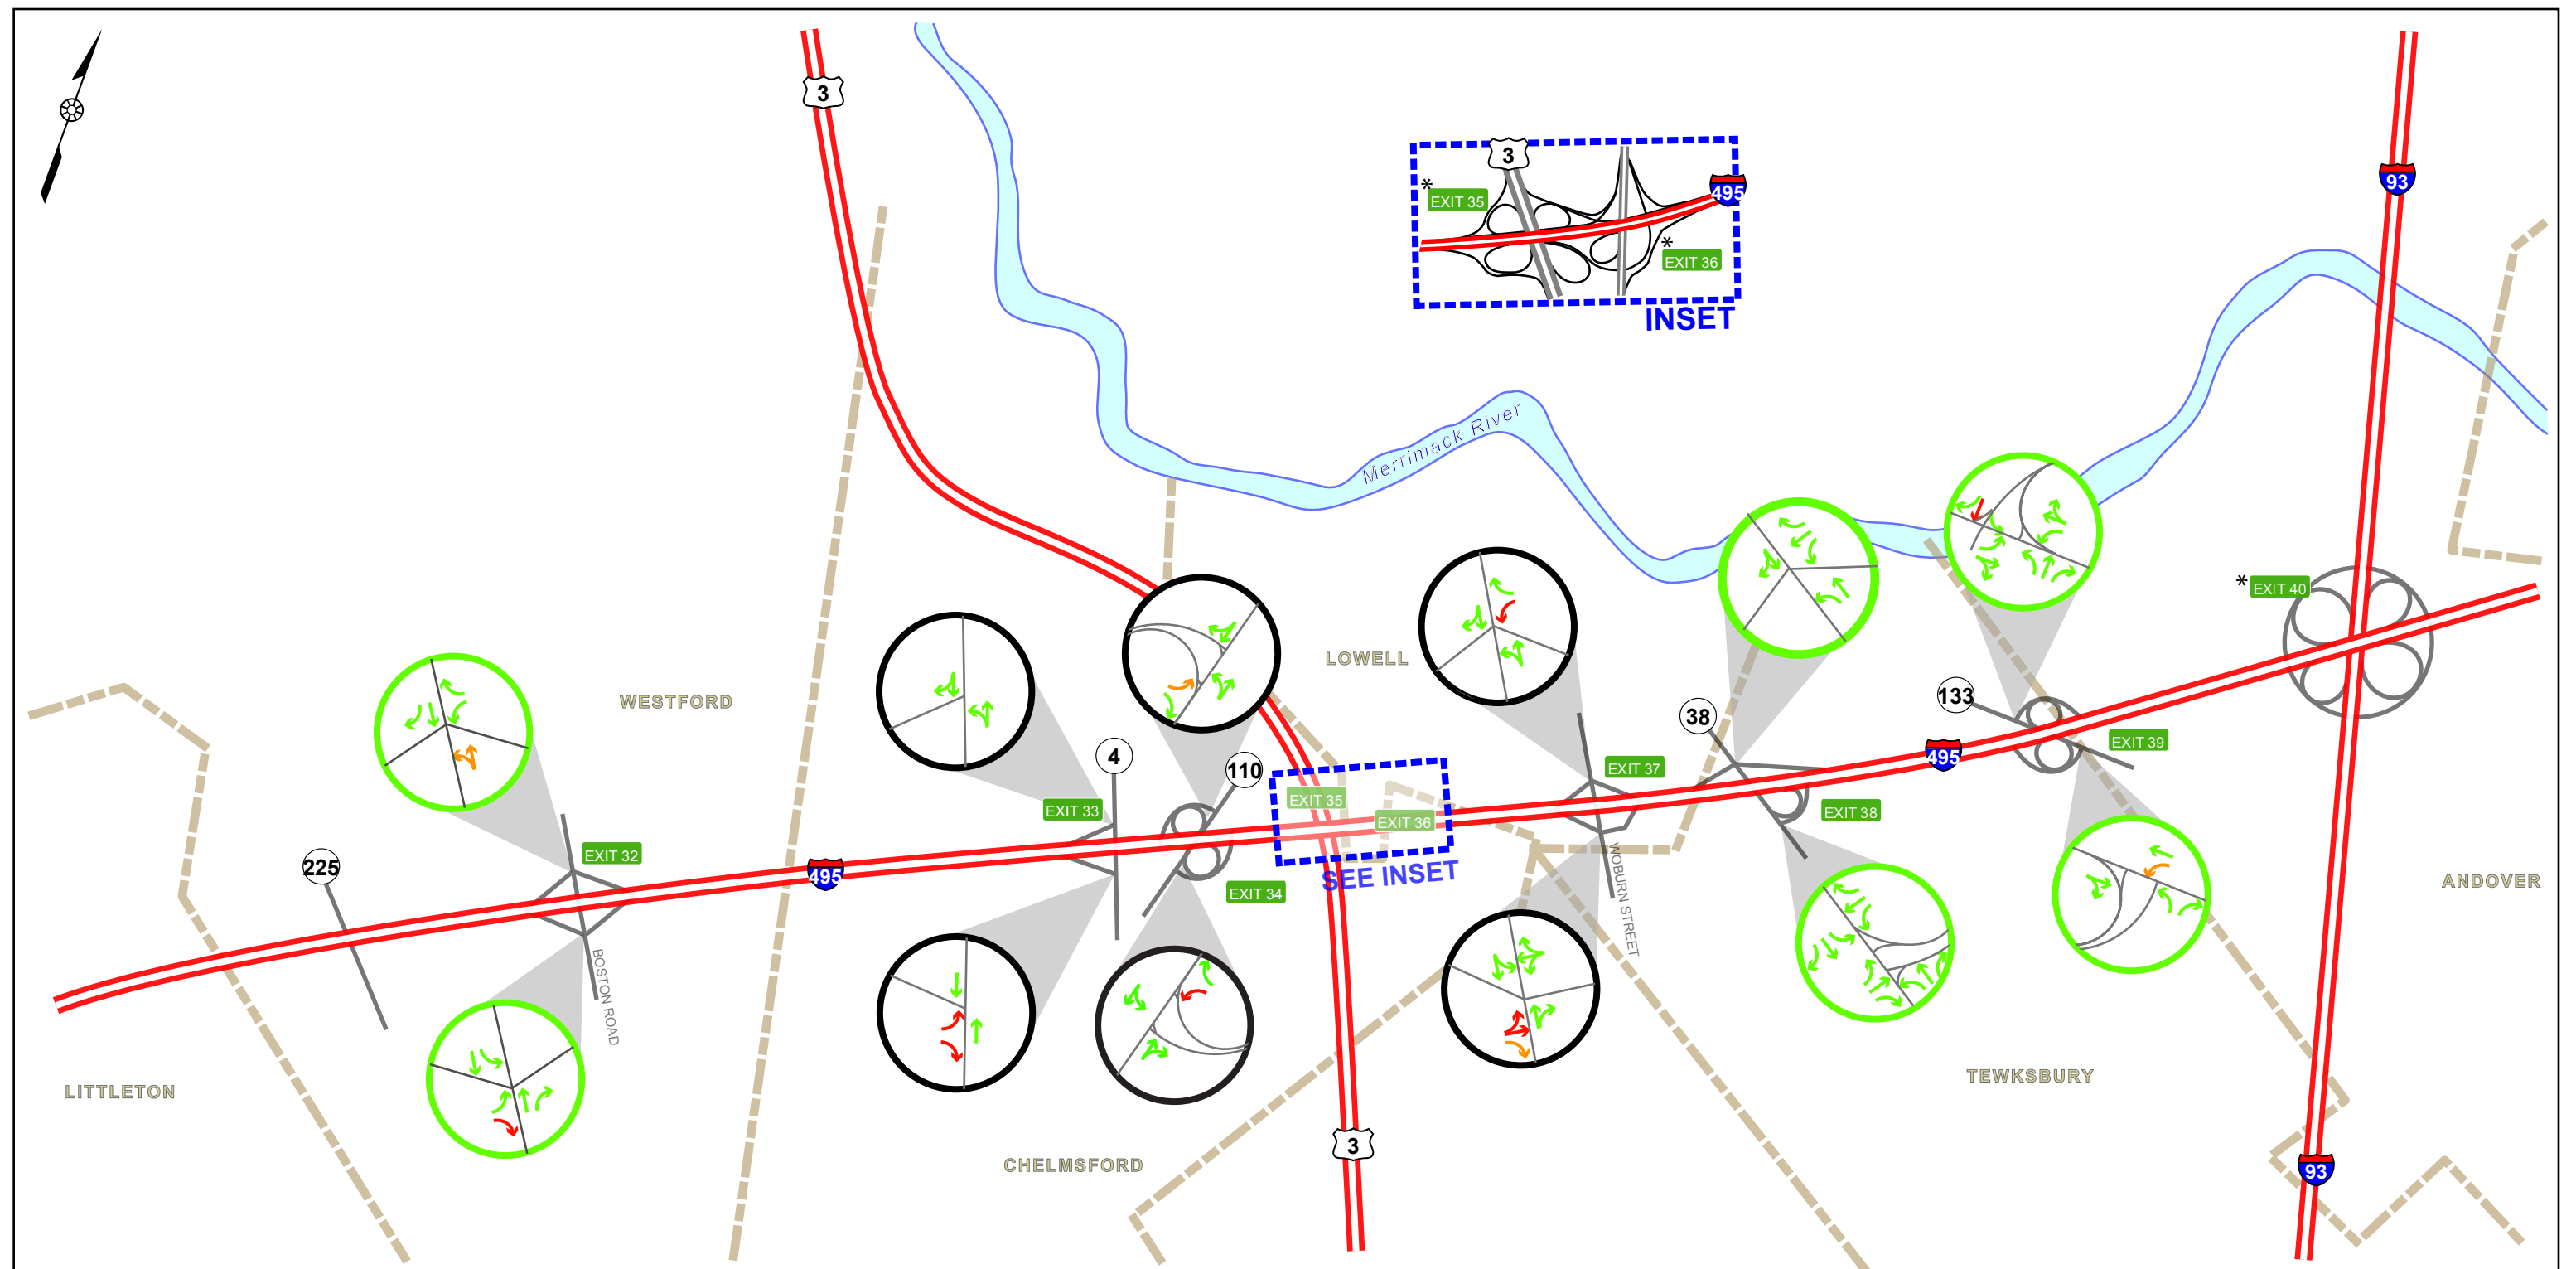 3
93
3
*
EXIT 35
495
*
EXIT 36
INSET
Merrimack River
* EXIT 40
LOWELL
WESTFORD
133
38
EXIT 39
4
110
495
EXIT 37
EXIT 35
EXIT 33
EXIT 38
EXIT 36
EXIT 32
225
495
SEE INSET
EXIT 34
WOBURN STREET
ANDOVER
BOSTON ROAD
LITTLETON
TEWKSBURY
3
CHELMSFORD
93